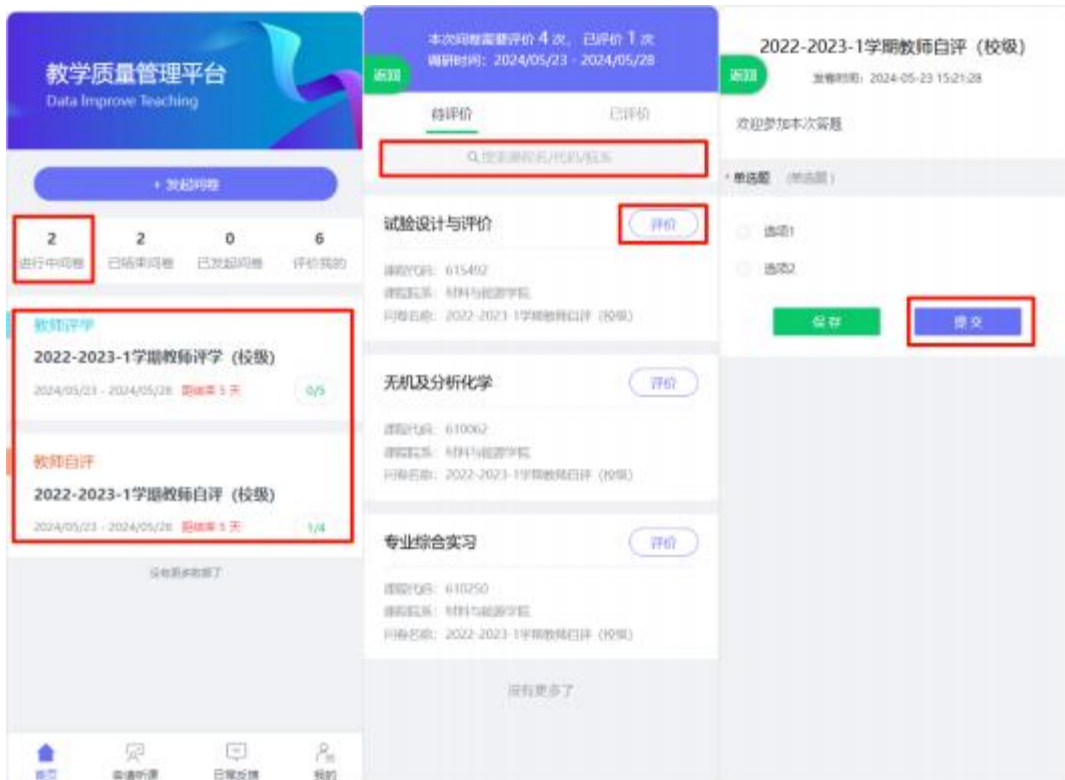 教学质量管理平台
Data Improve Teaching
+ 发起问卷
2 2 0 6
进行中问卷 已结束问卷 已发起问卷 评价我的
教师评学
2022-2023-1学期教师评学（校级）
2024/05/23 - 2024/05/28 距结束 5 天 0/5
教师自评
2022-2023-1学期教师自评（校级）
2024/05/23 - 2024/05/28 距结束 5 天 1/4
没有更多数据了
首页 日常反馈 我的
本次问卷需要评价 4 次，已评价 1 次
调研时间：2024/05/23 - 2024/05/28
返回
待评价 已评价
搜索课程名/代码/院系
试验设计与评价 评价
课程代码：615492
课程院系：材料与能源学院
问卷名称：2022-2023-1学期教师自评（校级）
无机及分析化学 评价
课程代码：610062
课程院系：材料与能源学院
问卷名称：2022-2023-1学期教师自评（校级）
专业综合实习 评价
课程代码：610250
课程院系：材料与能源学院
问卷名称：2022-2023-1学期教师自评（校级）
没有更多了
2022-2023-1学期教师自评（校级）
返回
发卷时间：2024-05-23 15:21:28
欢迎参加本次答题
* 单选题 （单选题）
选项1
选项2
保存 提交